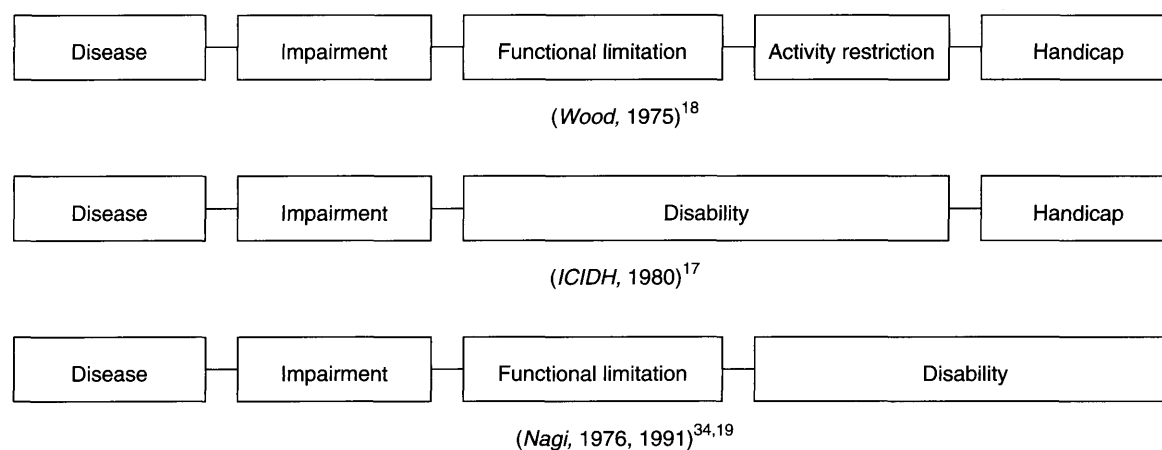 Disease Impairment Functional limitation Activity restriction Handicap
(Wood, 1975)18
Disease Impairment Disability Handicap
(ICIDH, 1980)17
Disease Impairment Functional limitation Disability
(Nagi, 1976, 1991)34,19